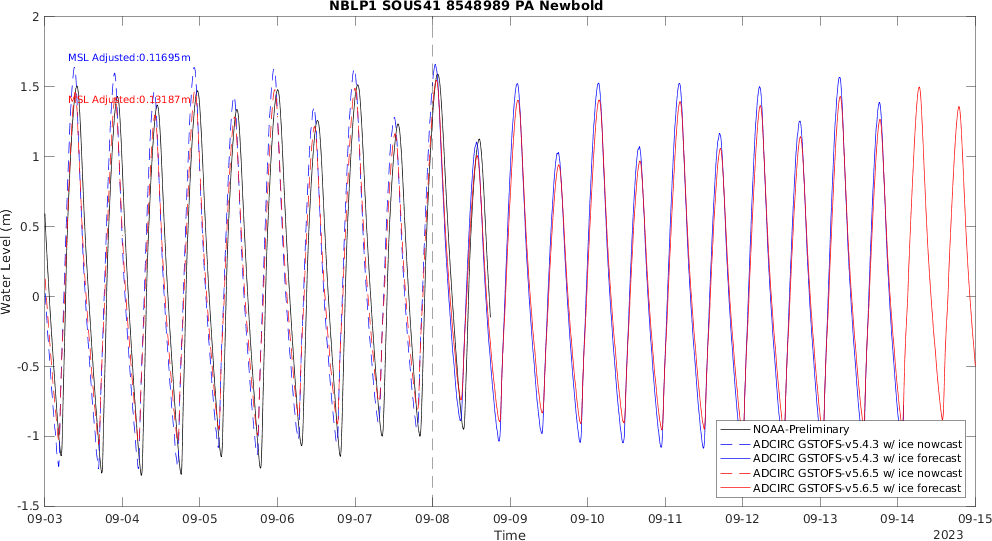 NBLP1 SOUS41 8548989 PA Newbold
2
1.5
1
0.5
0
-0.5
-1
-1.5
Water Level (m)
MSL Adjusted:0.11695m
MSL Adjusted:0.13187m
NOAA-Preliminary
ADCIRC GSTOFS-v5.4.3 w/ ice nowcast
ADCIRC GSTOFS-v5.4.3 w/ ice forecast
ADCIRC GSTOFS-v5.6.5 w/ ice nowcast
ADCIRC GSTOFS-v5.6.5 w/ ice forecast
09-03 09-04 09-05 09-06 09-07 09-08 09-09 09-10 09-11 09-12 09-13 09-14 09-15
Time
2023